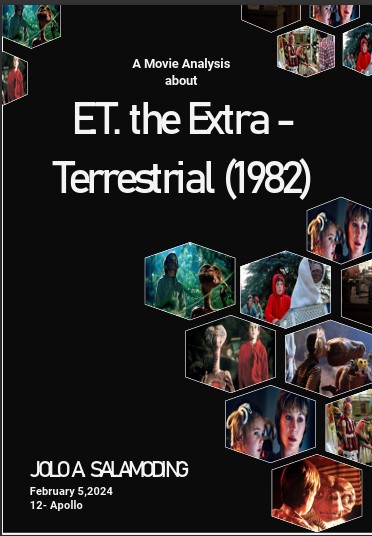 A Movie Analysis
about
ET. the Extra -
Terrestrial (1982)
JOLO A SALAMODING
February 5,2024
12- Apollo